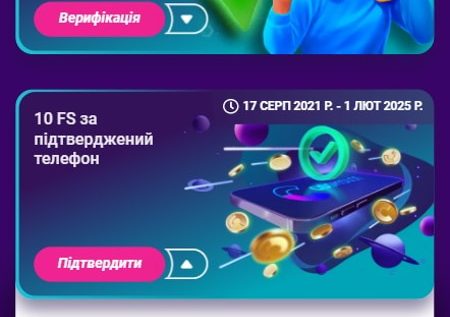 Верифікація
17 СЕРП 2021 Р. - 1 ЛЮТ 2025 Р.
10 FS за
підтверджений
телефон
Підтвердити